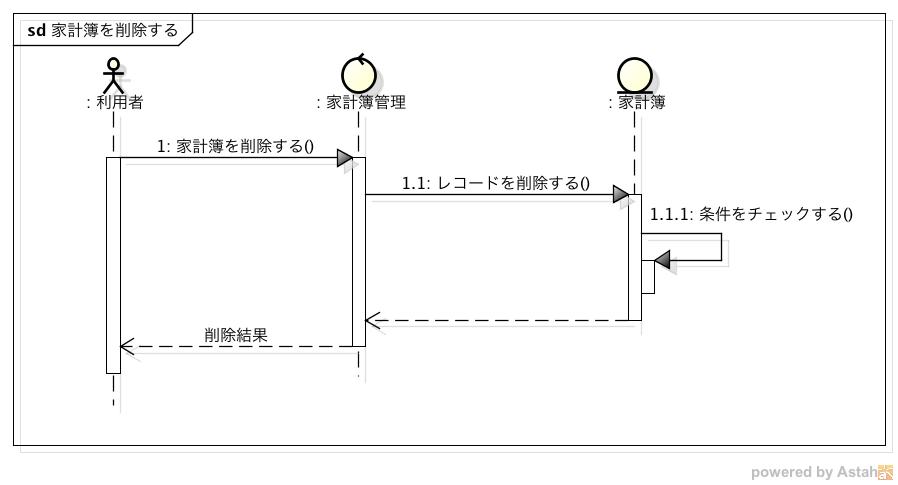 sd 家計簿を削除する
: 利用者
: 家計簿管理
: 家計簿
1: 家計簿を削除する()
1.1: レコードを削除する()
1.1.1: 条件をチェックする()
削除結果
powered by Astah